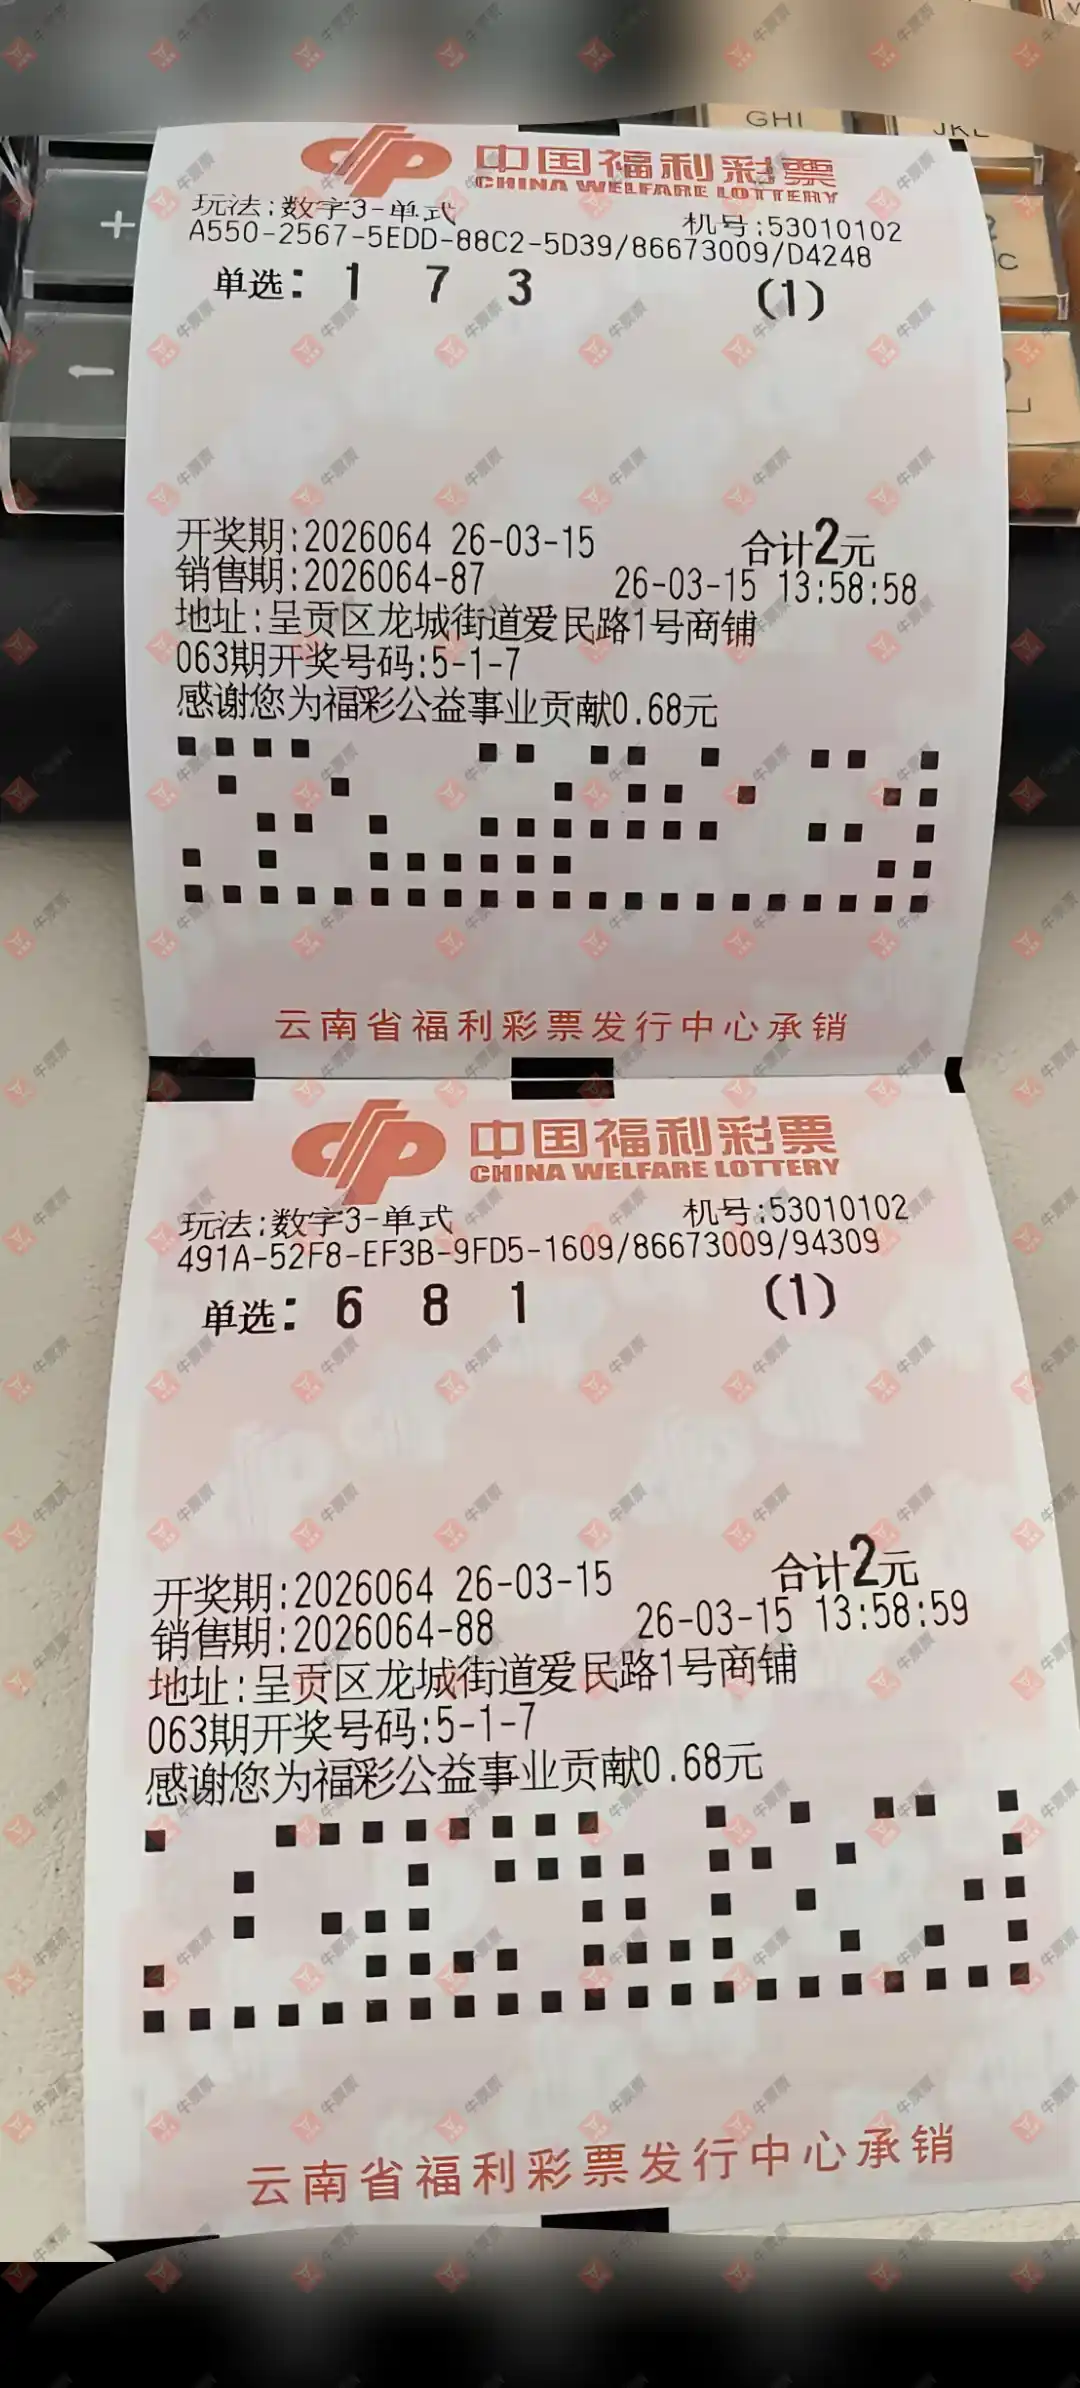 GHI
JKL
+
中国福利彩票
CHINA WELFARE LOTTERY
玩法:数字3-单式 机号:53010102
A550-2567-5EDD-88C2-5D39/86673009/D4248
单选: 1 7 3 (1)
开奖期:2026064 26-03-15 合计2元
销售期:2026064-87 26-03-15 13:58:58
地址:呈贡区龙城街道爱民路1号商铺
063期开奖号码:5-1-7
感谢您为福彩公益事业贡献0.68元
云南省福利彩票发行中心承销
中国福利彩票
CHINA WELFARE LOTTERY
玩法:数字3-单式 机号:53010102
491A-52F8-EF3B-9FD5-1609/86673009/94309
单选: 6 8 1 (1)
开奖期:2026064 26-03-15 合计2元
销售期:2026064-88 26-03-15 13:58:59
地址:呈贡区龙城街道爱民路1号商铺
063期开奖号码:5-1-7
感谢您为福彩公益事业贡献0.68元
云南省福利彩票发行中心承销
牛票票